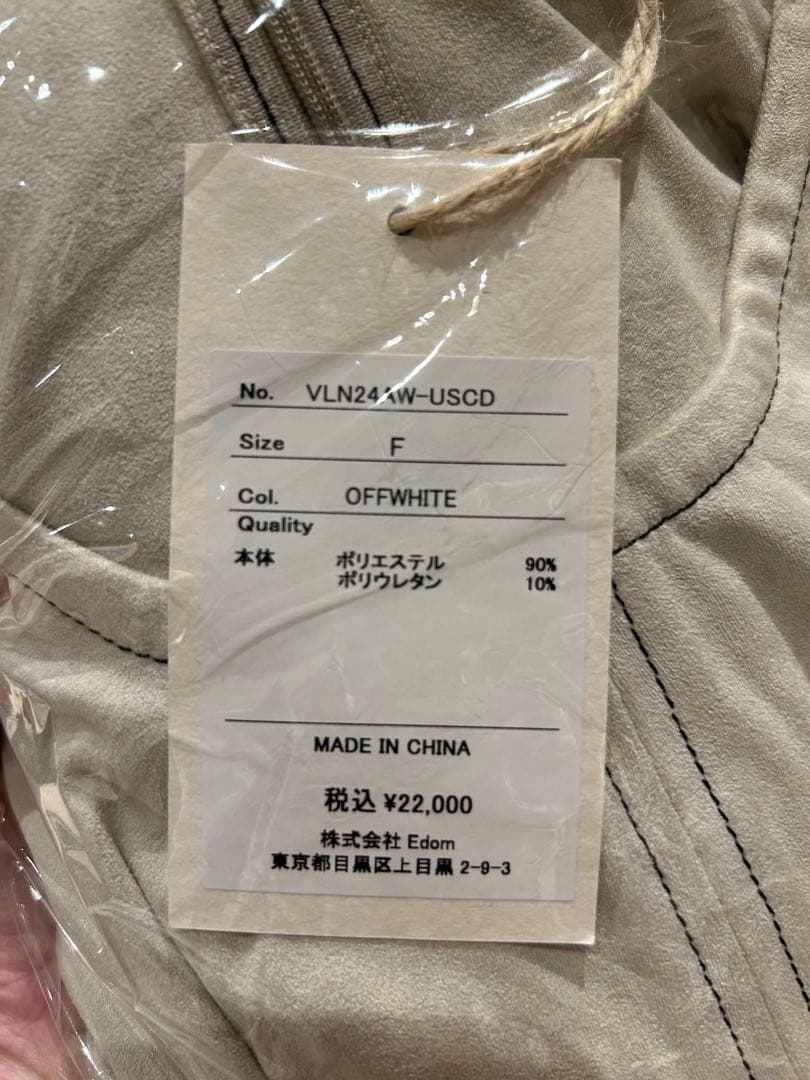 No. VLN24AW-USCD
Size F
Col. OFFWHITE
Quality
本体 ポリエステル 90%
ポリウレタン 10%
MADE IN CHINA
税込 ¥22,000
株式会社 Edom
東京都目黒区上目黒 2-9-3